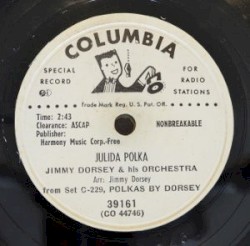 COLUMBIA
SPECIAL
RECORD
FOR
RADIO
STATIONS
Trade Mark Reg. U. S. Pat. Off.
Time: 2:43
Clearance: ASCAP
NONBREAKABLE
Publisher:
Harmony Music Corp.-Free
JULIDA POLKA
JIMMY DORSEY & his ORCHESTRA
Arr: Jimmy Dorsey
from Set C-229, POLKAS BY DORSEY
39161
(CO 44746)